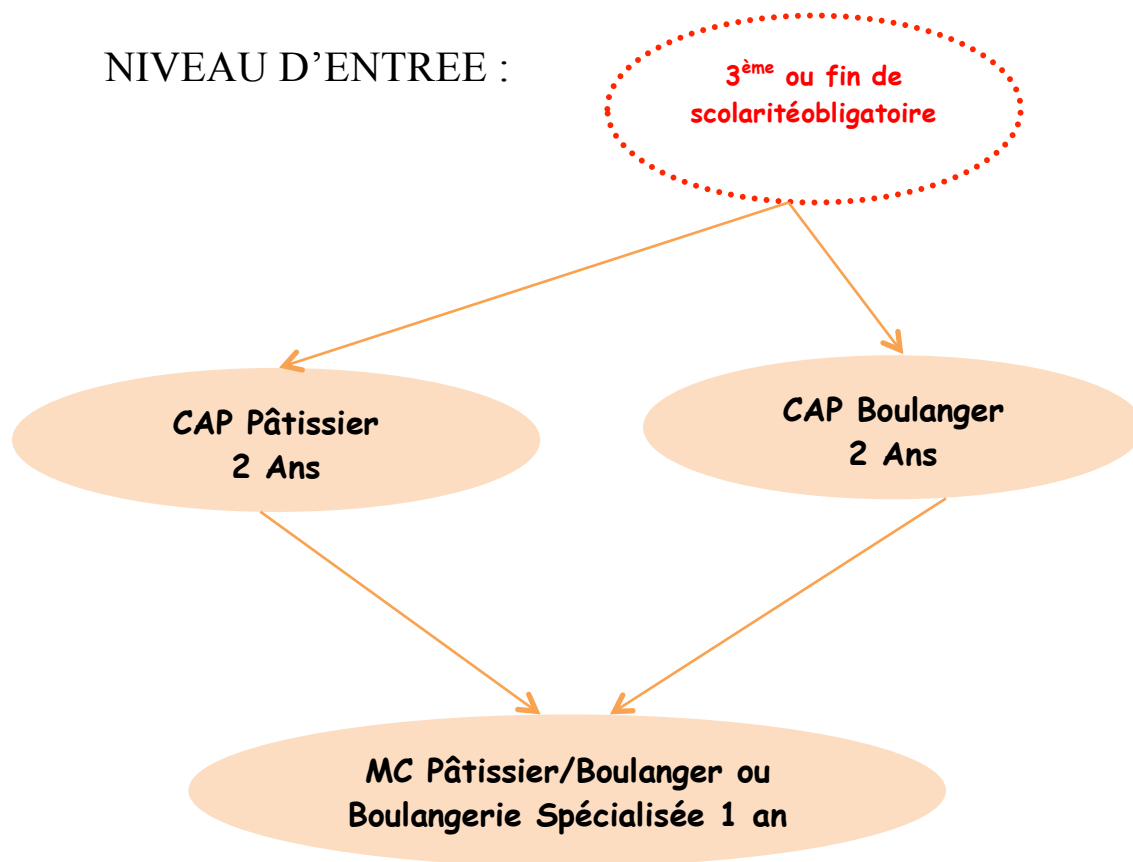 NIVEAU D’ENTREE :
3ème ou fin de
scolaritéobligatoire
CAP Pâtissier
2 Ans
CAP Boulanger
2 Ans
MC Pâtissier/Boulanger ou
Boulangerie Spécialisée 1 an